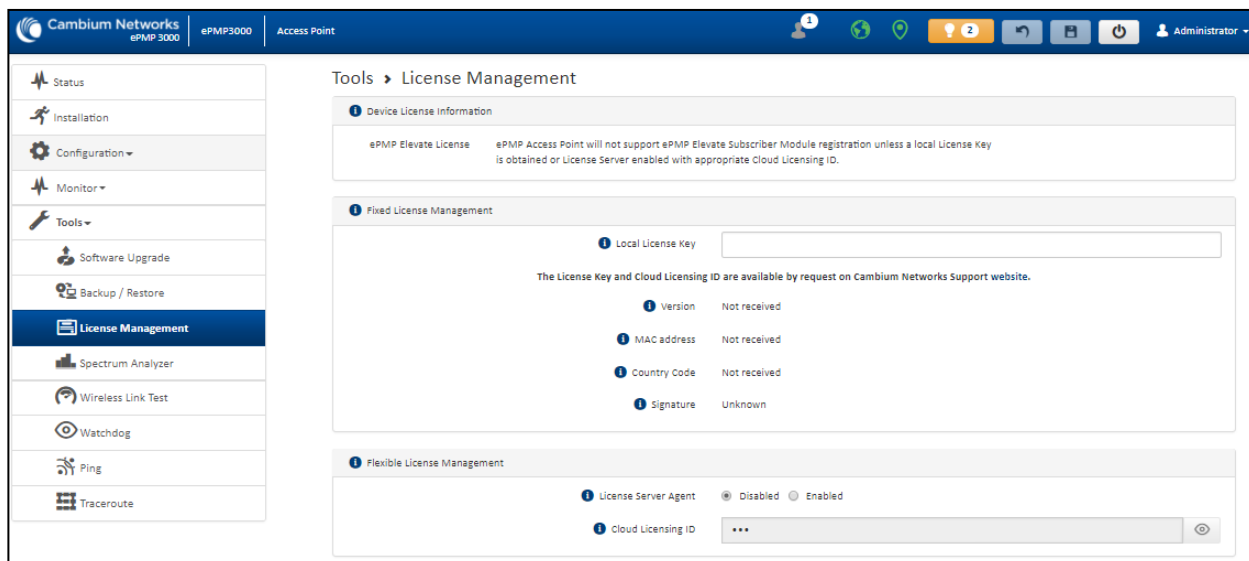 Cambium Networks
ePMP 3000
ePMP3000
Access Point
1
2
Administrator
Status
Installation
Configuration
Monitor
Tools
Software Upgrade
Backup / Restore
License Management
Spectrum Analyzer
Wireless Link Test
Watchdog
Ping
Traceroute
Tools > License Management
Device License Information
ePMP Elevate License
ePMP Access Point will not support ePMP Elevate Subscriber Module registration unless a local License Key
is obtained or License Server enabled with appropriate Cloud Licensing ID.
Fixed License Management
Local License Key
The License Key and Cloud Licensing ID are available by request on Cambium Networks Support website.
Version Not received
MAC address Not received
Country Code Not received
Signature Unknown
Flexible License Management
License Server Agent Disabled Enabled
Cloud Licensing ID •••